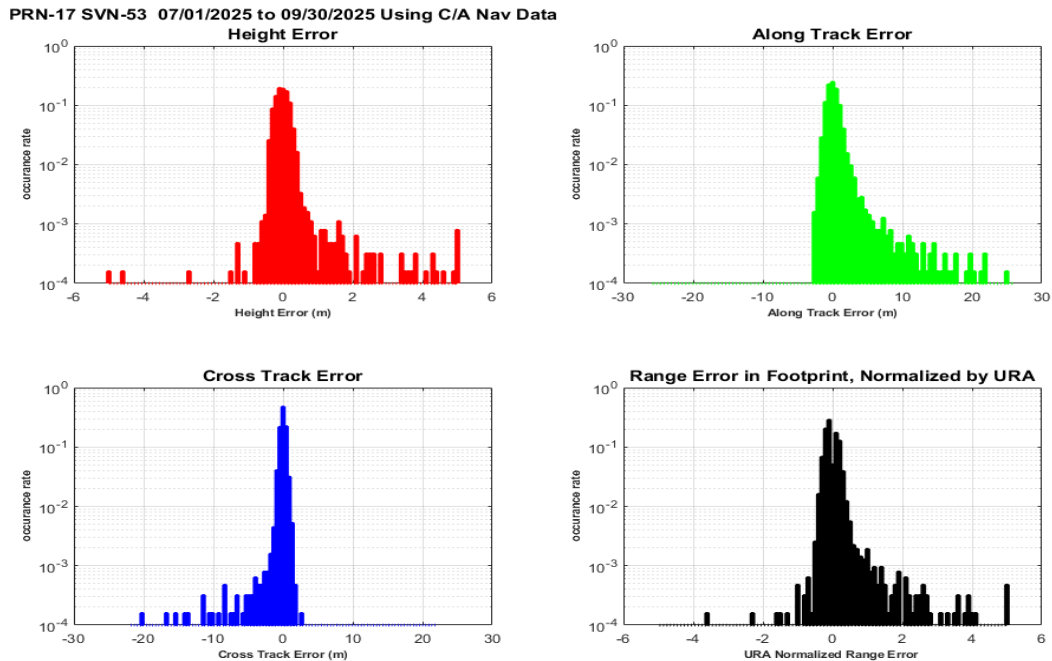 PRN-17 SVN-53 07/01/2025 to 09/30/2025 Using C/A Nav Data
Height Error
10^0
10^-1
10^-2
10^-3
10^-4
occurance rate
-6 -4 -2 0 2 4 6
Height Error (m)
Along Track Error
10^0
10^-1
10^-2
10^-3
10^-4
occurance rate
-30 -20 -10 0 10 20 30
Along Track Error (m)
Cross Track Error
10^0
10^-1
10^-2
10^-3
10^-4
occurance rate
-30 -20 -10 0 10 20 30
Cross Track Error (m)
Range Error in Footprint, Normalized by URA
10^0
10^-1
10^-2
10^-3
10^-4
occurance rate
-6 -4 -2 0 2 4 6
URA Normalized Range Error